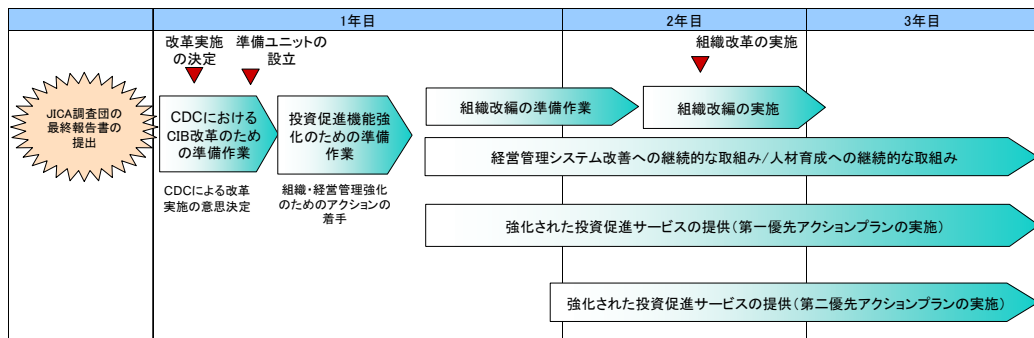 1年目
2年目
3年目
改革実施
の決定
準備ユニットの
設立
組織改革の実施
JICA調査団の
最終報告書の
提出
CDCにおける
CIB改革のため
の準備作業
投資促進機能強
化のための準備
作業
組織改編の準備作業
組織改編の実施
経営管理システム改善への継続的な取組み/人材育成への継続的な取組み
CDCによる改革
実施の意思決定
組織・経営管理強化
のためのアクションの
着手
強化された投資促進サービスの提供(第一優先アクションプランの実施)
強化された投資促進サービスの提供(第二優先アクションプランの実施)